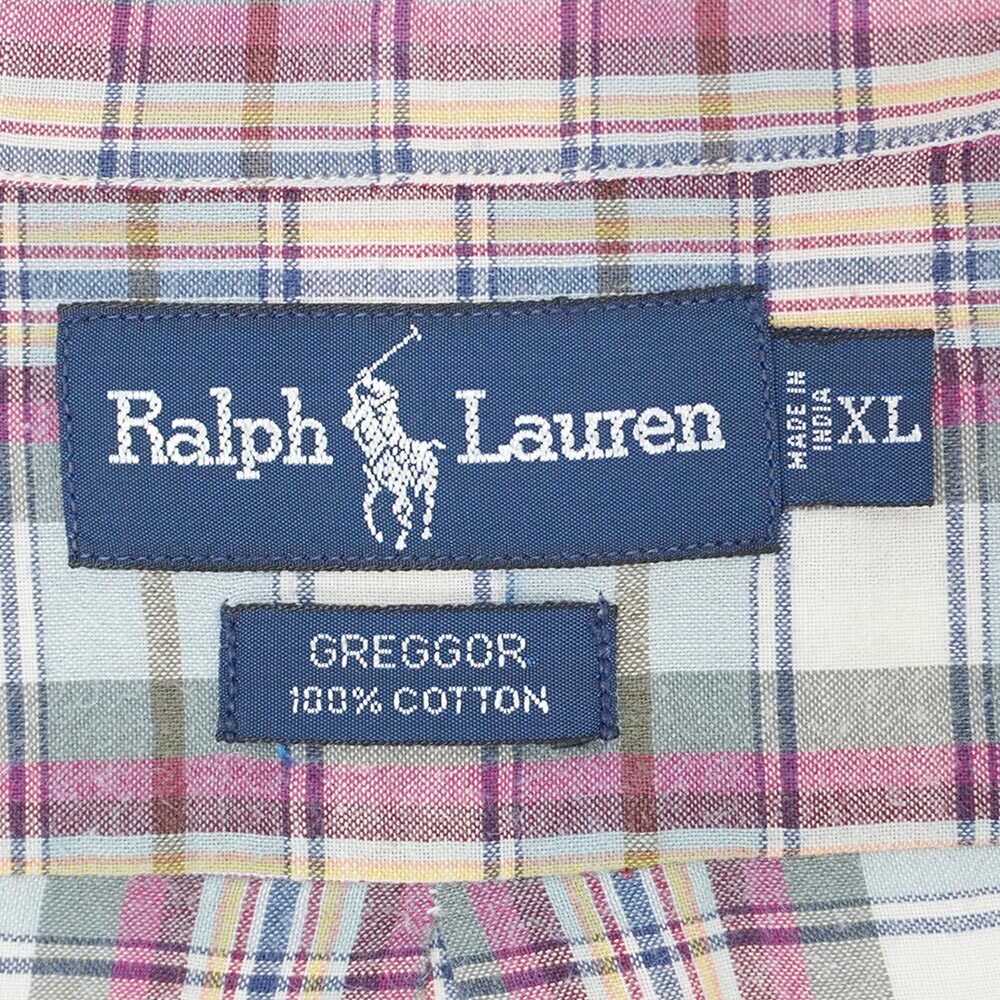 Ralph Lauren
MADE IN
INDIA
XL
GREGGOR
100% COTTON